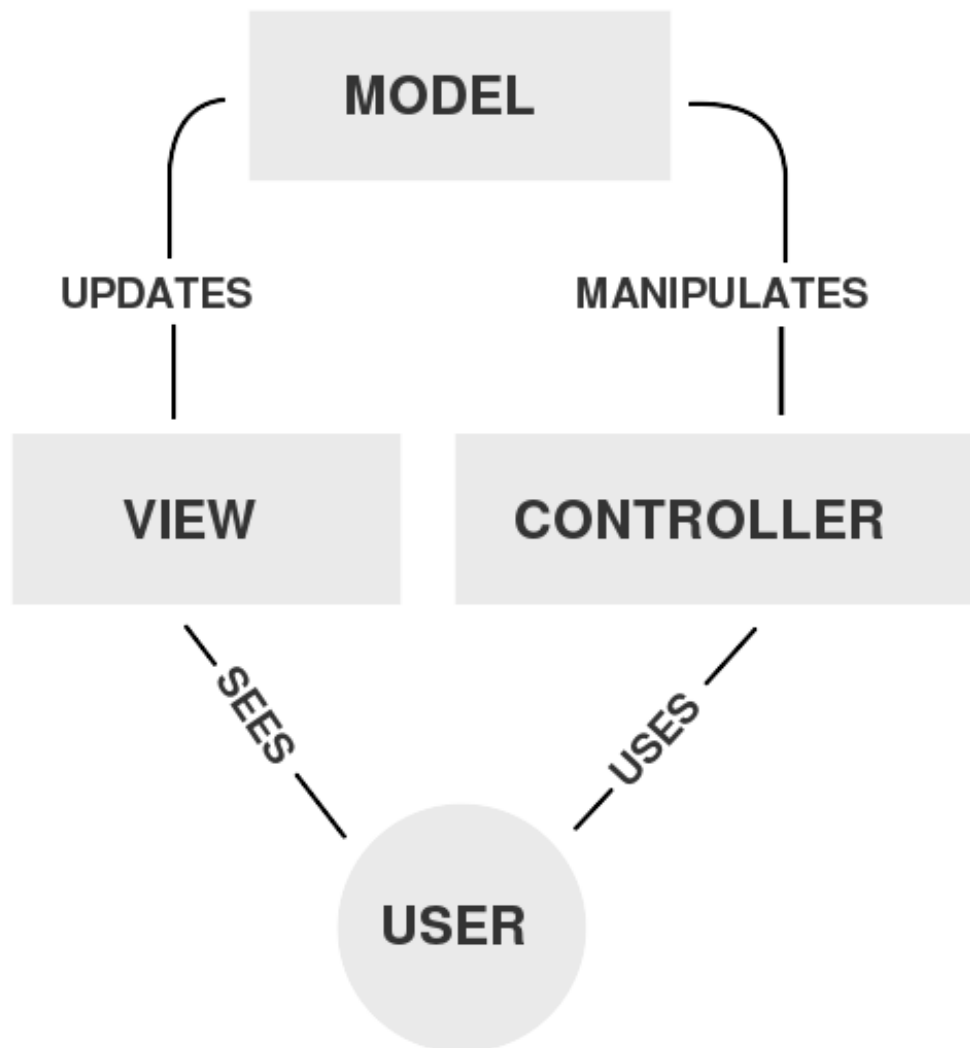 MODEL
UPDATES
MANIPULATES
VIEW
CONTROLLER
SEES
USES
USER